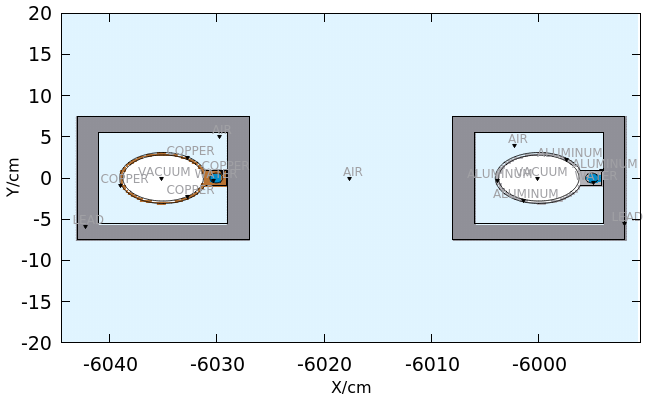 20
15
10
5
0
-5
-10
-15
-20
Y/cm
AIR
COPPER
COPPER
VACUUM
COPPER
COPPER
LEAD
AIR
AIR
ALUMINUM
ALUMINUM
ALUMINUM
VACUUM
ALUMINUM
LEAD
-6040 -6030 -6020 -6010 -6000
X/cm